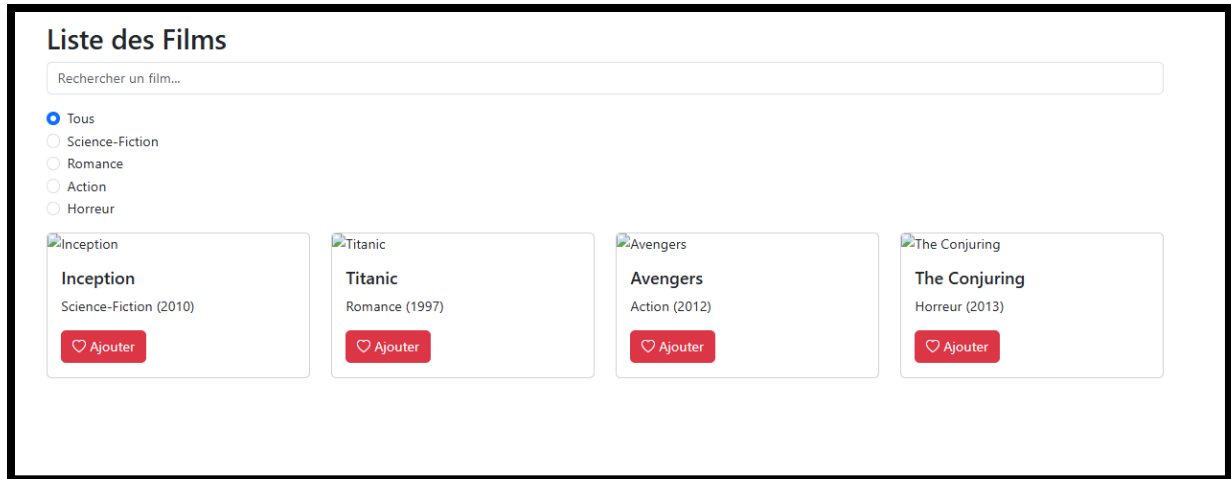 Liste des Films
Rechercher un film...
Tous
Science-Fiction
Romance
Action
Horreur
Inception
Inception
Science-Fiction (2010)
Ajouter
Titanic
Titanic
Romance (1997)
Ajouter
Avengers
Avengers
Action (2012)
Ajouter
The Conjuring
The Conjuring
Horreur (2013)
Ajouter